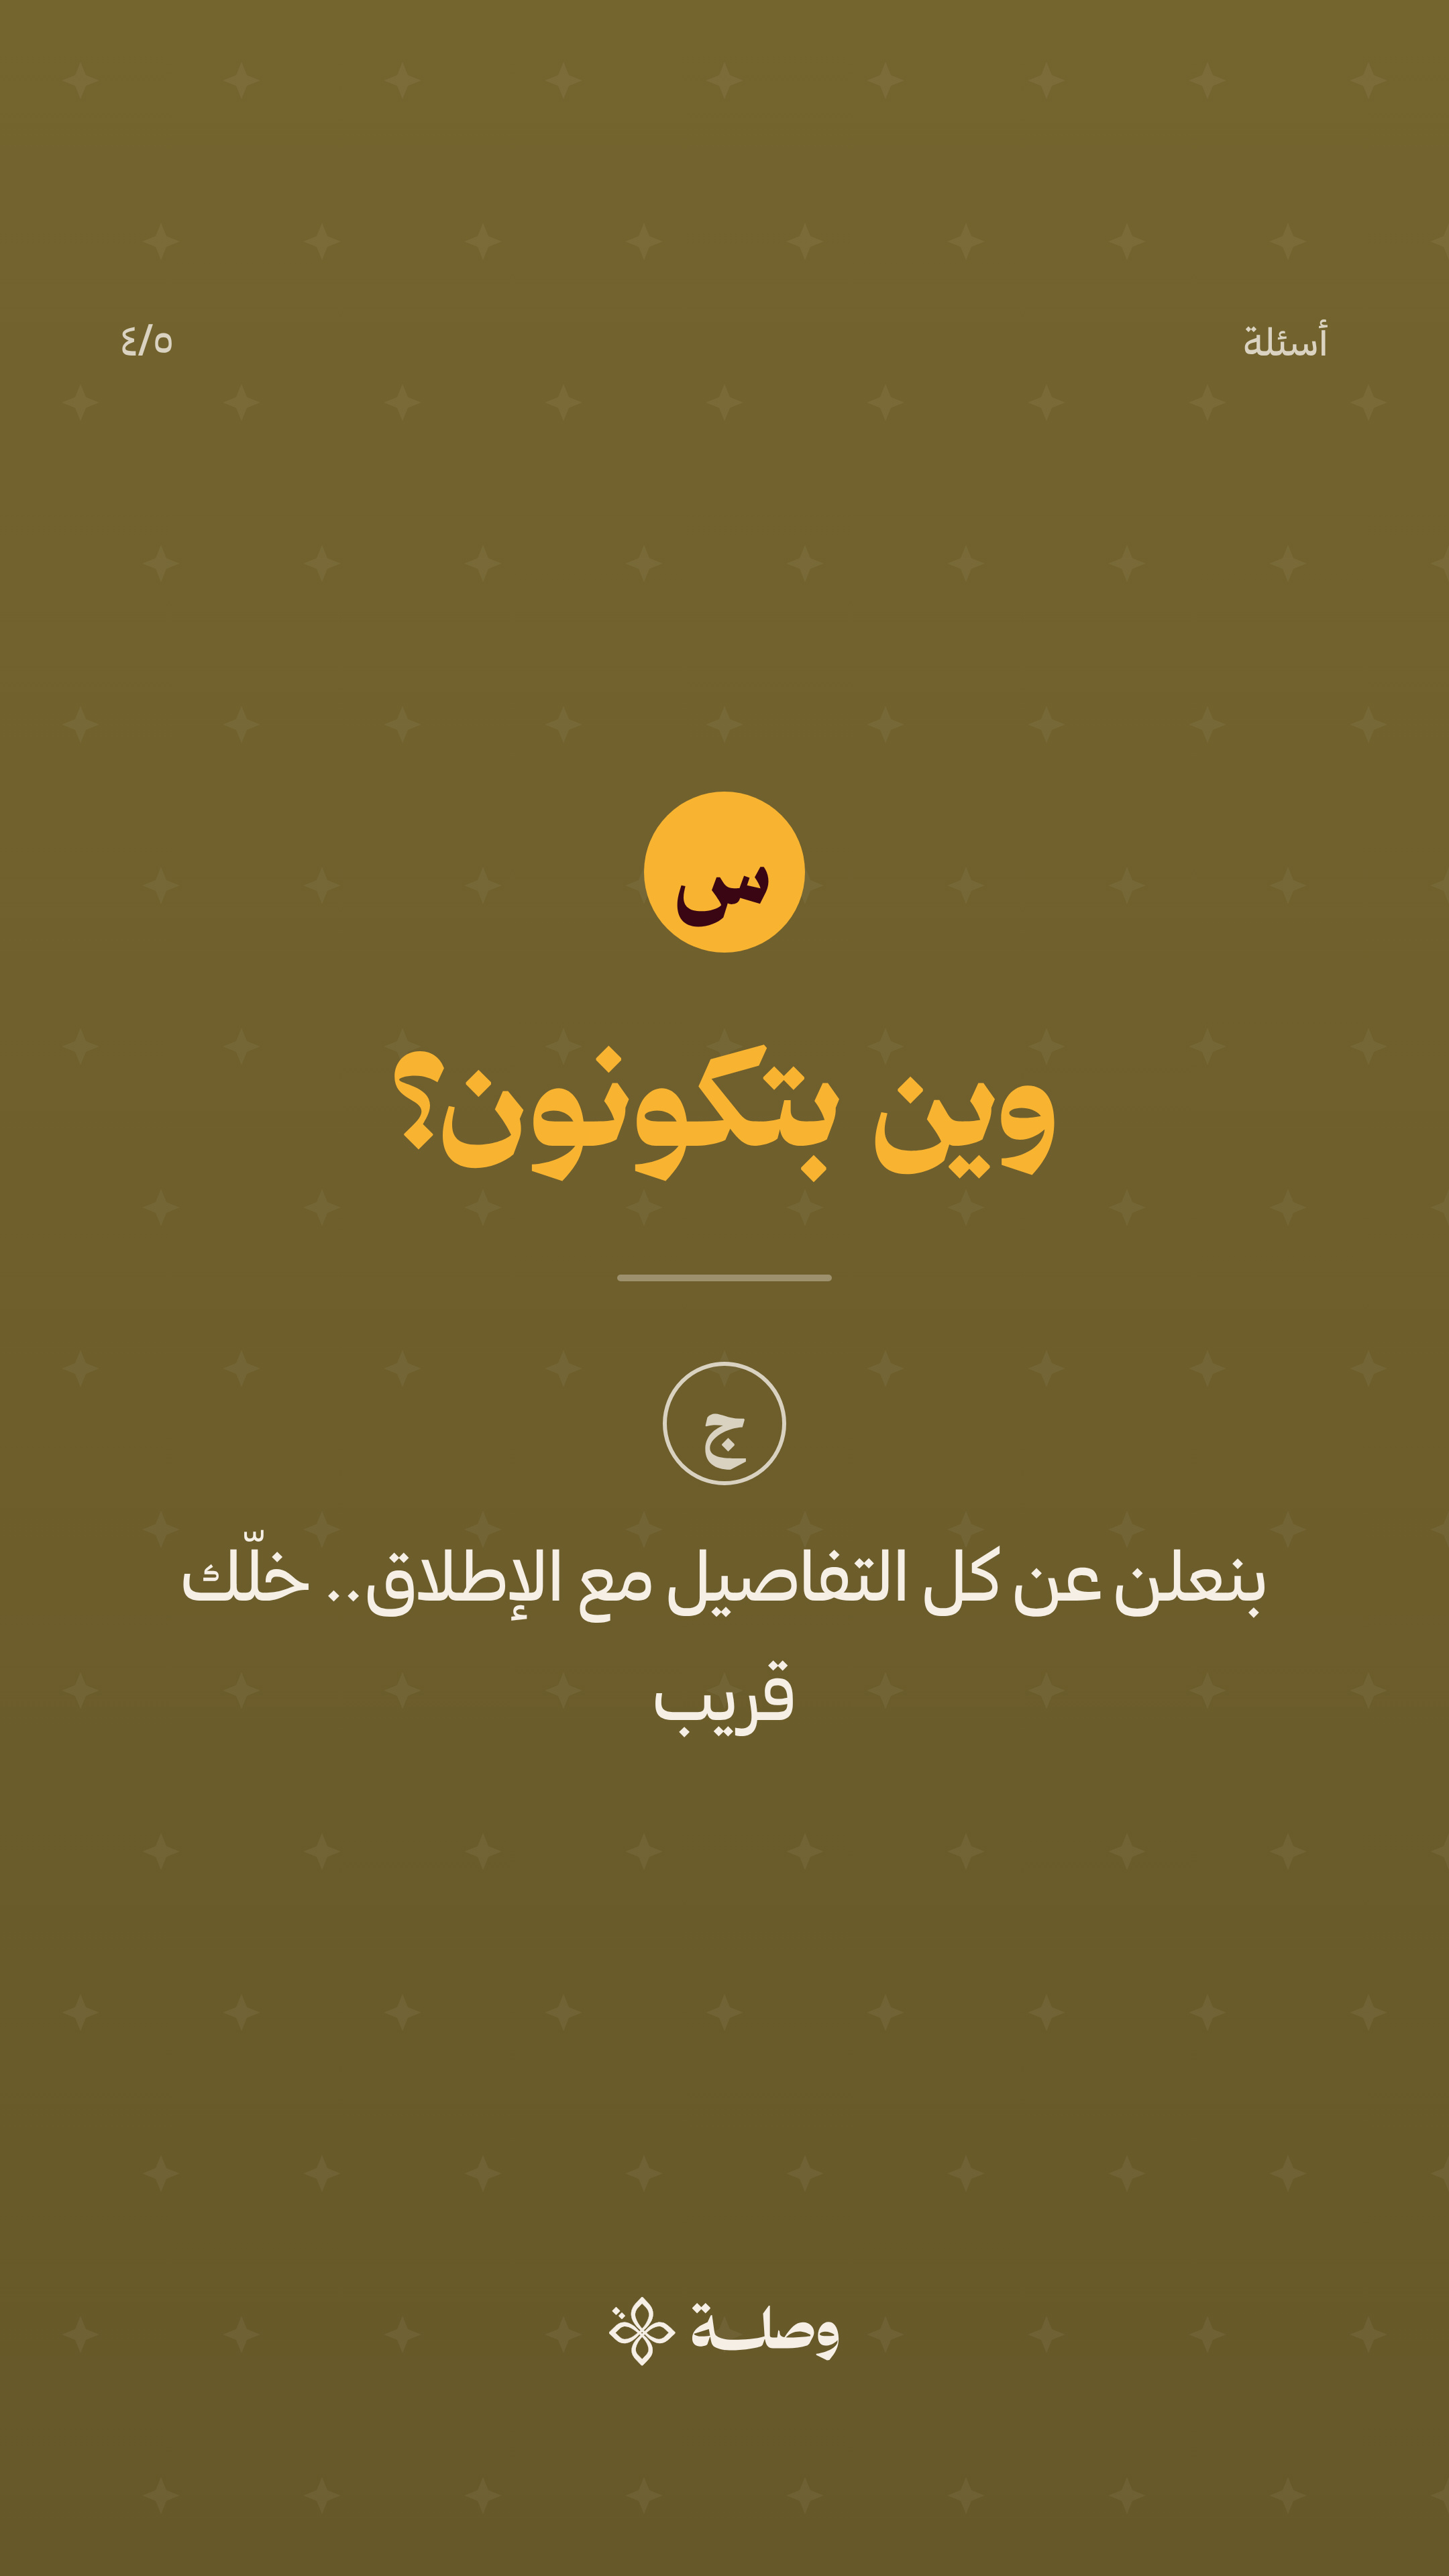 أسئلة
٤/٥
س
وين بتكونون؟
ج
بنعلن عن كل التفاصيل مع الإطلاق.. خلّك
قريب
وصلة